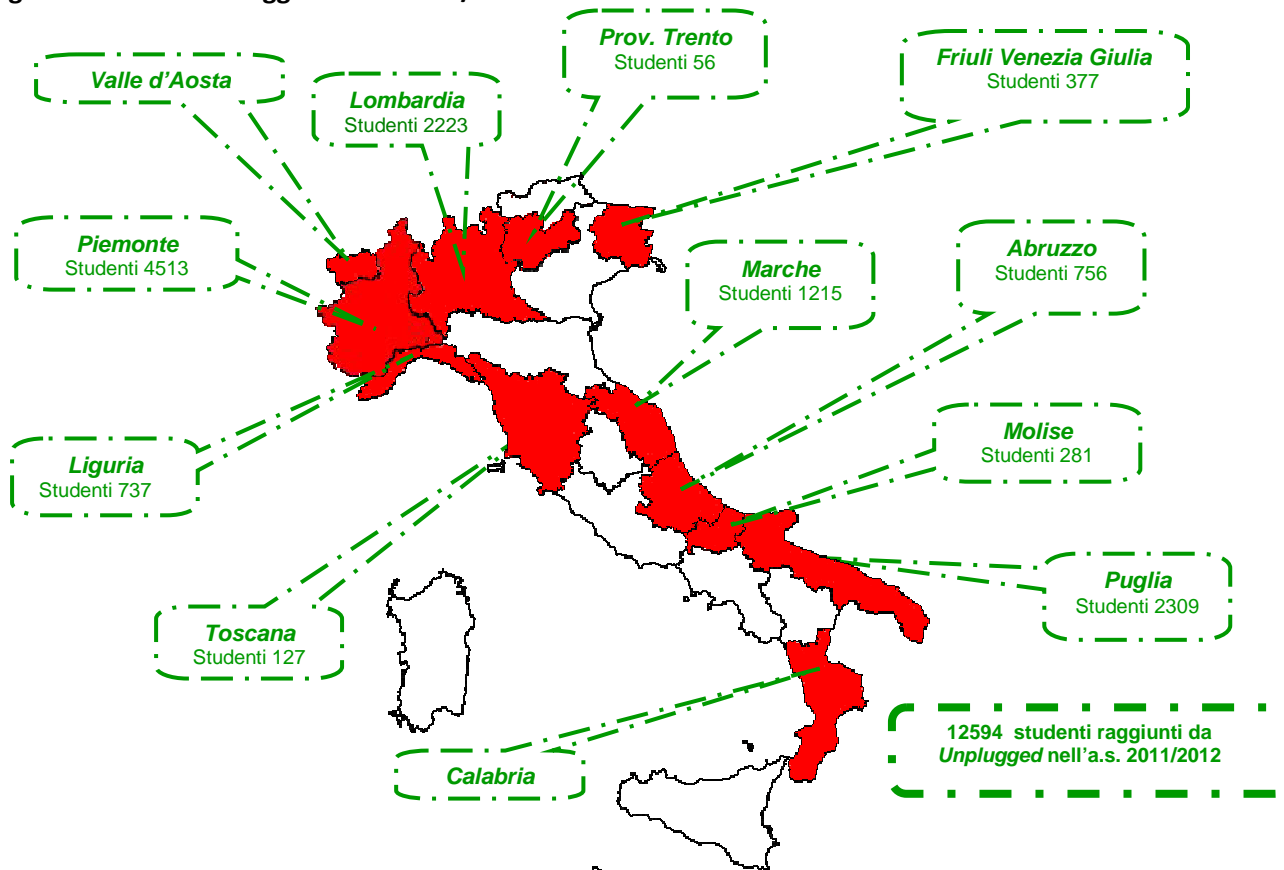 Prov. Trento
Studenti 56
Friuli Venezia Giulia
Studenti 377
Valle d'Aosta
Lombardia
Studenti 2223
Piemonte
Studenti 4513
Marche
Studenti 1215
Abruzzo
Studenti 756
Molise
Studenti 281
Liguria
Studenti 737
Puglia
Studenti 2309
Toscana
Studenti 127
Calabria
12594 studenti raggiunti da
Unplugged nell'a.s. 2011/2012